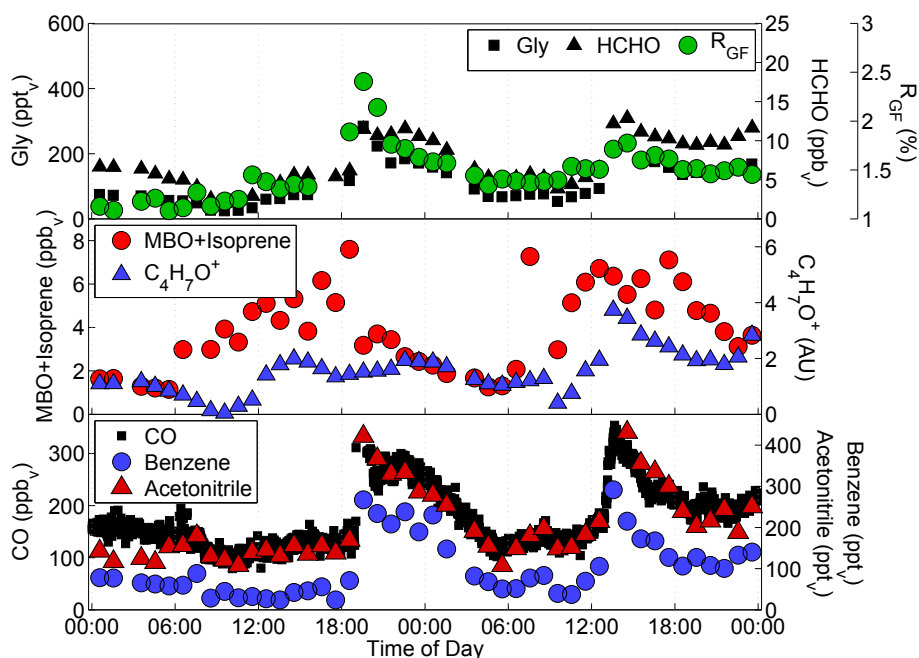 600
400
200
0
Gly (pptv)
Gly
HCHO
RGF
25
20
15
10
5
0
HCHO (ppbv)
3
2.5
2
1.5
1
RGF (%)
8
6
4
2
0
MBO+Isoprene (ppbv)
MBO+Isoprene
C4H7O+
6
4
2
0
C4H7O+ (AU)
300
200
100
0
CO (ppbv)
CO
Benzene
Acetonitrile
400
300
200
100
0
Benzene (pptv)
Acetonitrile (pptv)
00:00 06:00 12:00 18:00 00:00 06:00 12:00 18:00 00:00
Time of Day